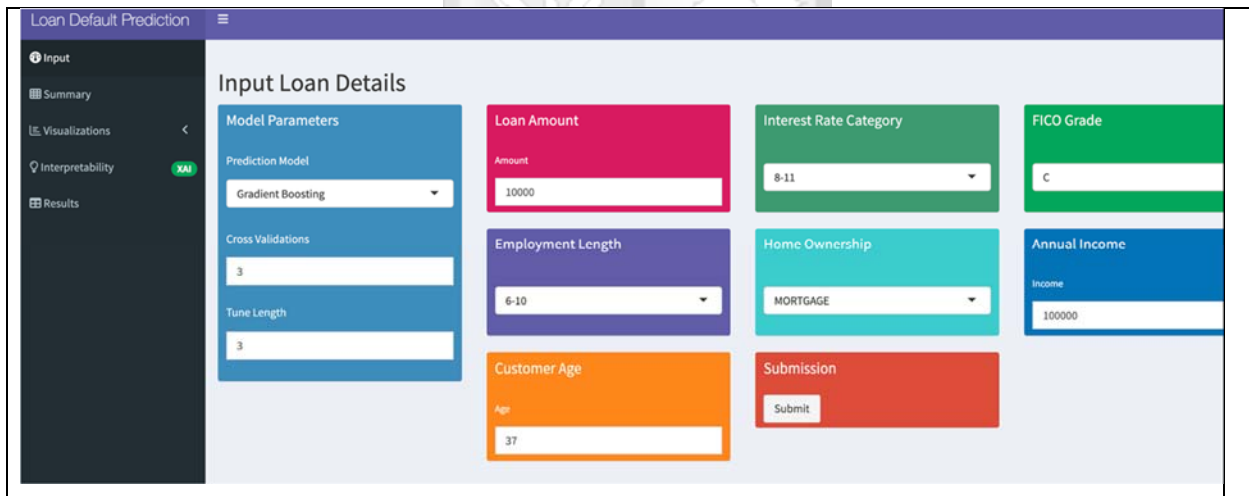 Loan Default Prediction
Input
Summary
Visualizations
Interpretability
XAI
Results
Input Loan Details
Model Parameters
Prediction Model
Gradient Boosting
Cross Validations
3
Tune Length
3
Loan Amount
Amount
10000
Interest Rate Category
8-11
FICO Grade
C
Employment Length
6-10
Home Ownership
MORTGAGE
Annual Income
Income
100000
Customer Age
Age
37
Submission
Submit